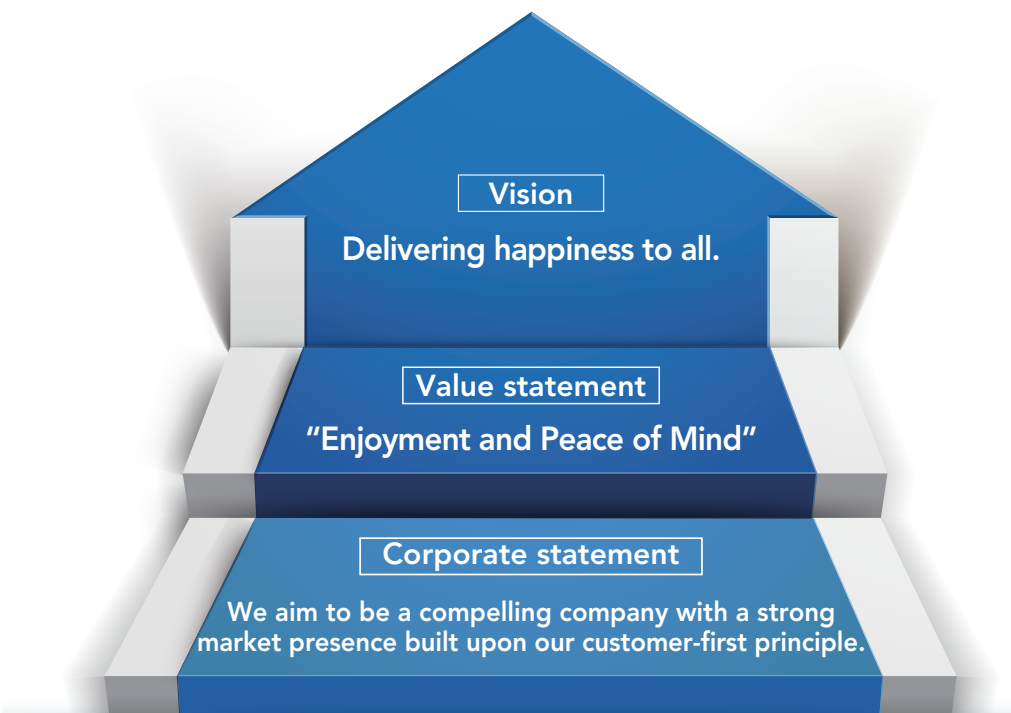 Vision
Delivering happiness to all.
Value statement
“Enjoyment and Peace of Mind”
Corporate statement
We aim to be a compelling company with a strong
market presence built upon our customer-first principle.